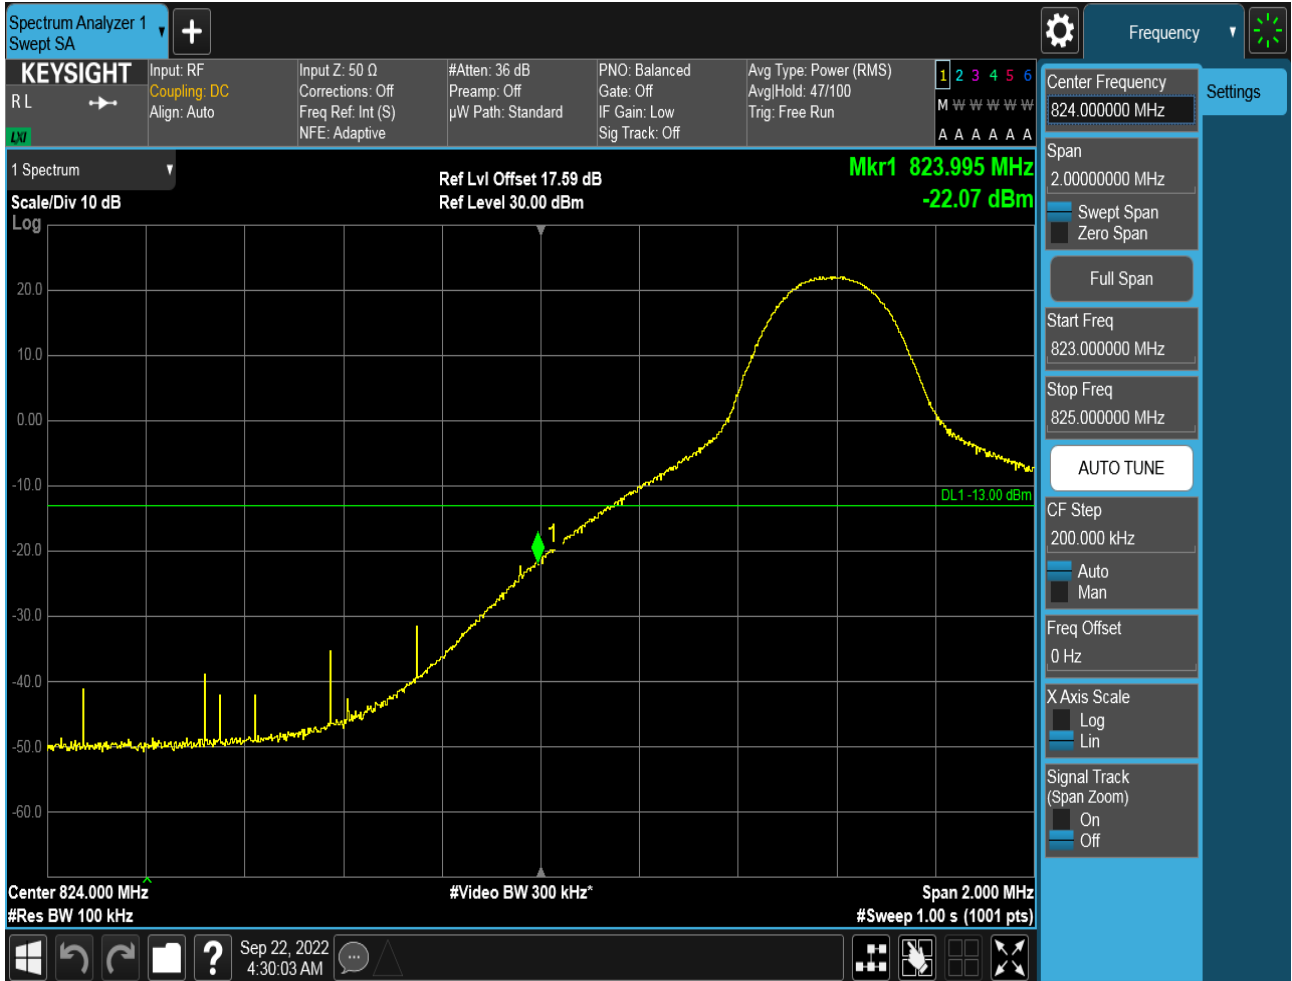 Spectrum Analyzer 1
Swept SA
Frequency
KEYSIGHT
R L
LXI
Input: RF
Coupling: DC
Align: Auto
Input Z: 50 Ω
Corrections: Off
Freq Ref: Int (S)
NFE: Adaptive
#Atten: 36 dB
Preamp: Off
µW Path: Standard
PNO: Balanced
Gate: Off
IF Gain: Low
Sig Track: Off
Avg Type: Power (RMS)
Avg|Hold: 47/100
Trig: Free Run
1 2 3 4 5 6
M W W W W W
A A A A A A
1 Spectrum
Scale/Div 10 dB
Log
Ref Lvl Offset 17.59 dB
Ref Level 30.00 dBm
Mkr1 823.995 MHz
-22.07 dBm
20.0
10.0
0.00
-10.0
-20.0
-30.0
-40.0
-50.0
-60.0
DL1 -13.00 dBm
1
Center 824.000 MHz
#Res BW 100 kHz
#Video BW 300 kHz*
Span 2.000 MHz
#Sweep 1.00 s (1001 pts)
Center Frequency
824.000000 MHz
Settings
Span
2.00000000 MHz
Swept Span
Zero Span
Full Span
Start Freq
823.000000 MHz
Stop Freq
825.000000 MHz
AUTO TUNE
CF Step
200.000 kHz
Auto
Man
Freq Offset
0 Hz
X Axis Scale
Log
Lin
Signal Track
(Span Zoom)
On
Off
?
Sep 22, 2022
4:30:03 AM